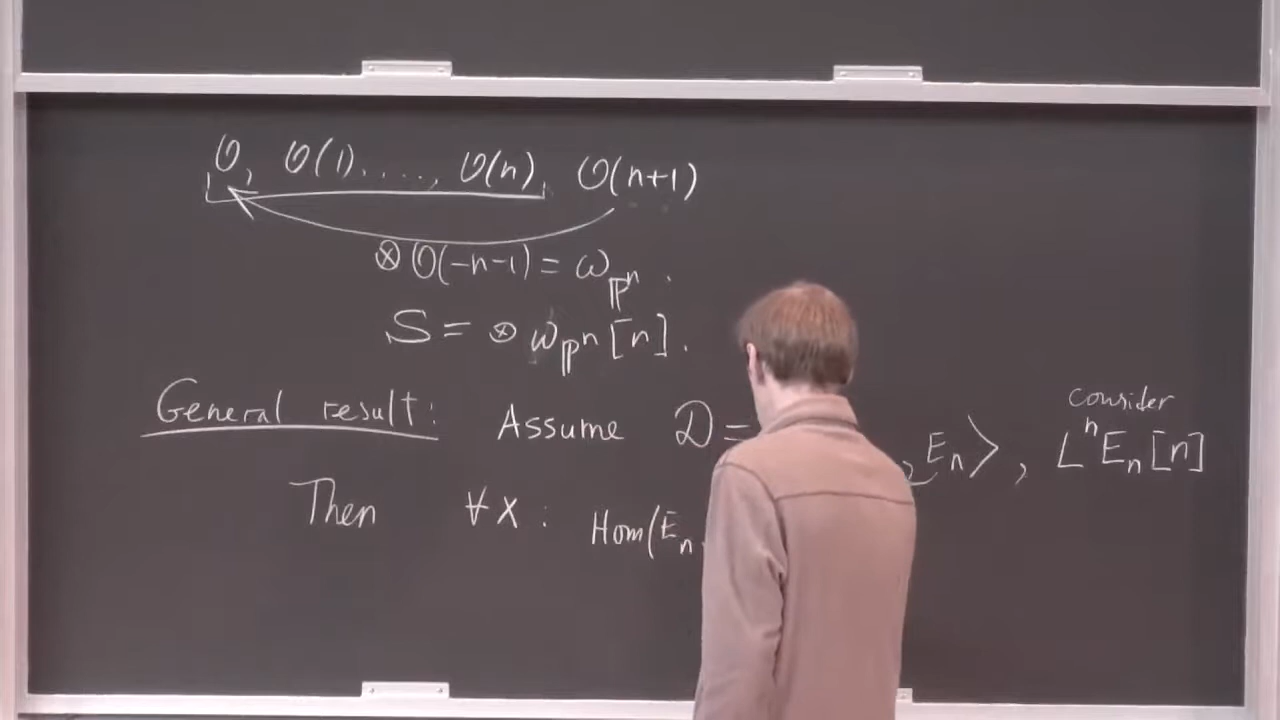 𝒪, 𝒪(1), ...., 𝒪(n), 𝒪(n+1)
⊗ 𝒪(-n-1) = ω_ℙⁿ .
S = ⊗ ω_ℙⁿ [n] .
consider
General result: Assume 𝒟 = E_n ⟩ , LⁿE_n[n]
Then ∀ X : Hom(E_n